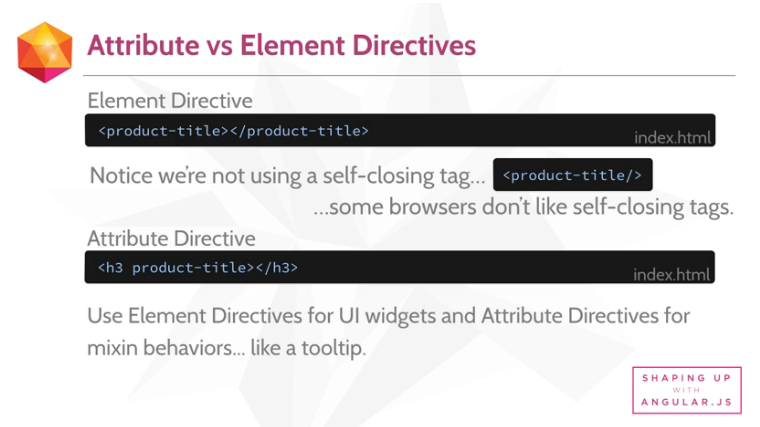 Attribute vs Element Directives
Element Directive
<product-title></product-title>
index.html
Notice we're not using a self-closing tag... <product-title/>
...some browsers don't like self-closing tags.
Attribute Directive
<h3 product-title></h3>
index.html
Use Element Directives for UI widgets and Attribute Directives for
mixin behaviors... like a tooltip.
SHAPING UP
WITH
ANGULAR.JS